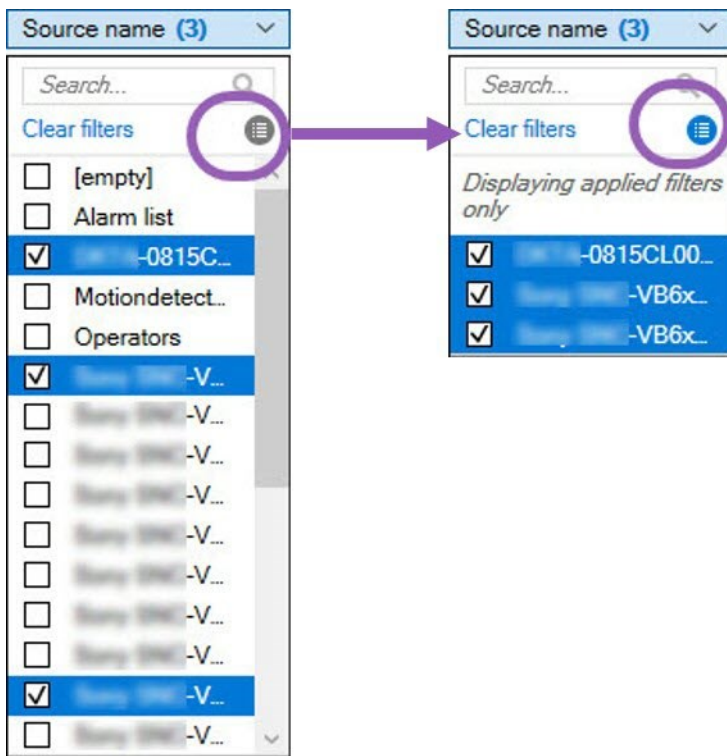 Source name (3)
Search...
Clear filters
[empty]
Alarm list
-0815C...
Motiondetect...
Operators
-V...
-V...
-V...
-V...
-V...
-V...
-V...
-V...
-V...
-V...
Source name (3)
Search...
Clear filters
Displaying applied filters
only
-0815CL00...
-VB6x...
-VB6x...